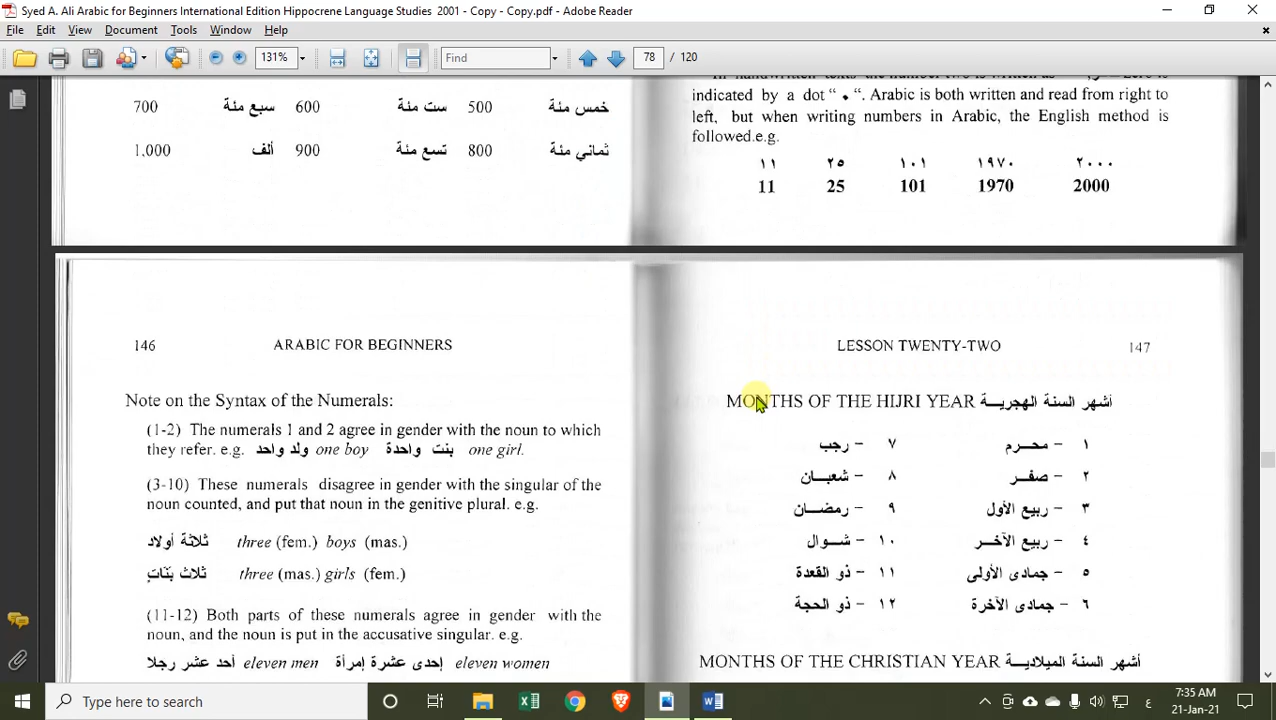 Syed A. Ali Arabic for Beginners International Edition Hippocrene Language Studies 2001 - Copy - Copy.pdf - Adobe Reader
File Edit View Document Tools Window Help
131% Find 78 / 120
700 سبع مئة 600 ست مئة 500 خمس مئة
1,000 ألف 900 تسع مئة 800 ثماني مئة
indicated by a dot “ ٠ “. Arabic is both written and read from right to
left, but when writing numbers in Arabic, the English method is
followed.e.g.
١١ ٢٥ ١٠١ ١٩٧٠ ٢٠٠٠
11 25 101 1970 2000
146 ARABIC FOR BEGINNERS
Note on the Syntax of the Numerals:
(1-2) The numerals 1 and 2 agree in gender with the noun to which
they refer. e.g. ولد واحد one boy بنت واحدة one girl.
(3-10) These numerals disagree in gender with the singular of the
noun counted, and put that noun in the genitive plural. e.g.
ثلاثة أولاد three (fem.) boys (mas.)
ثلاث بَنَاتٍ three (mas.) girls (fem.)
(11-12) Both parts of these numerals agree in gender with the
noun, and the noun is put in the accusative singular. e.g.
أحد عشر رجلا eleven men إحدى عشرة إمرأة eleven women
LESSON TWENTY-TWO 147
MONTHS OF THE HIJRI YEAR أشهر السنة الهجريــة
١ - محــرم ٧ - رجب
٢ - صفــر ٨ - شعبــان
٣ - ربيع الأول ٩ - رمضــان
٤ - ربيع الآخــر ١٠ - شــوال
٥ - جمادى الأولى ١١ - ذو القعدة
٦ - جمادى الآخرة ١٢ - ذو الحجة
MONTHS OF THE CHRISTIAN YEAR أشهر السنة الميلاديــة
Type here to search
ع
7:35 AM
21-Jan-21